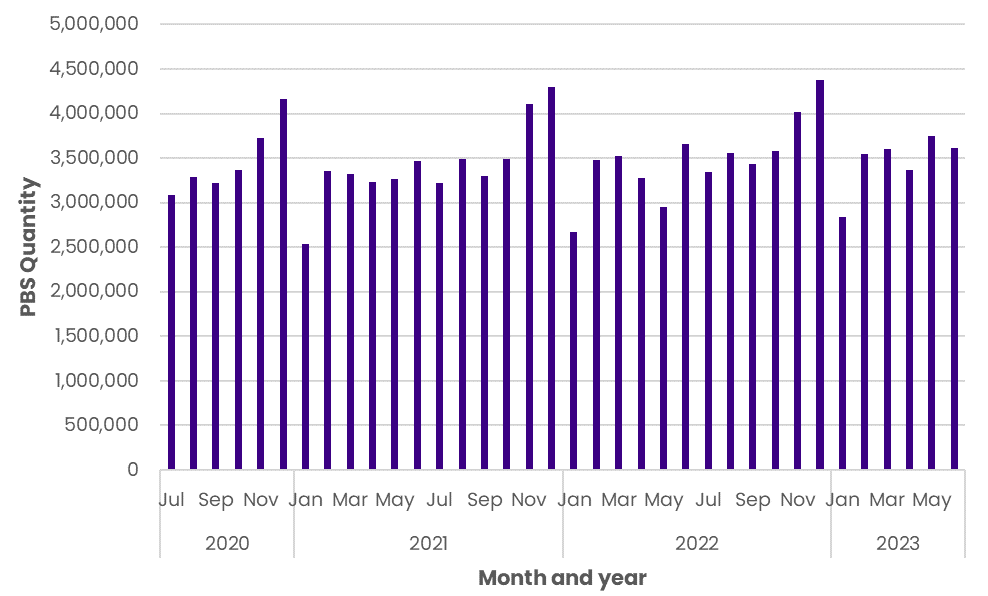 5,000,000
4,500,000
4,000,000
3,500,000
3,000,000
2,500,000
2,000,000
1,500,000
1,000,000
500,000
0
PBS Quantity
Jul Sep Nov Jan Mar May Jul Sep Nov Jan Mar May Jul Sep Nov Jan Mar May
2020 2021 2022 2023
Month and year